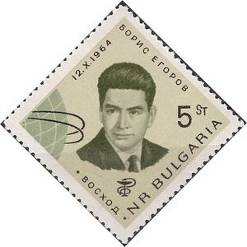 12.X.1964
БОРИС ЕГОРОВ
5 ST
• ВОСХОД •
NR BULGARIA